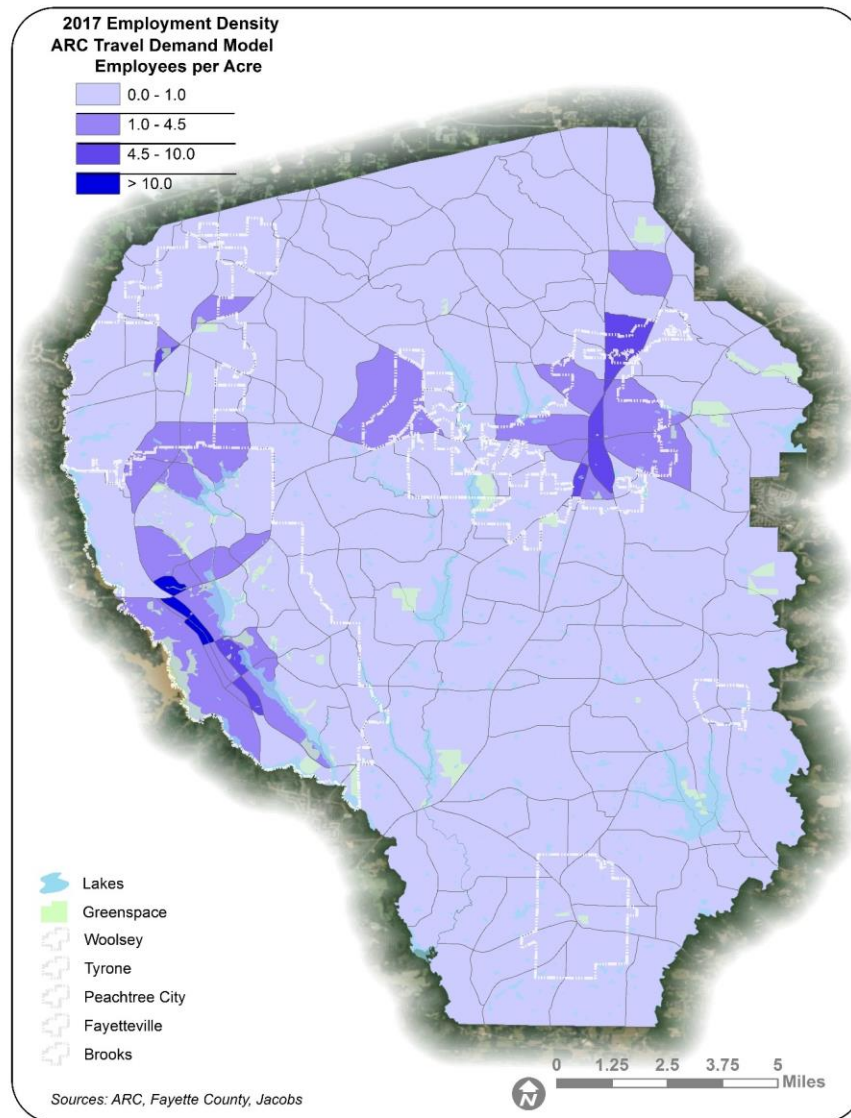 2017 Employment Density
ARC Travel Demand Model
Employees per Acre
0.0 - 1.0
1.0 - 4.5
4.5 - 10.0
> 10.0
Lakes
Greenspace
Woolsey
Tyrone
Peachtree City
Fayetteville
Brooks
Sources: ARC, Fayette County, Jacobs
N
0 1.25 2.5 3.75 5
Miles